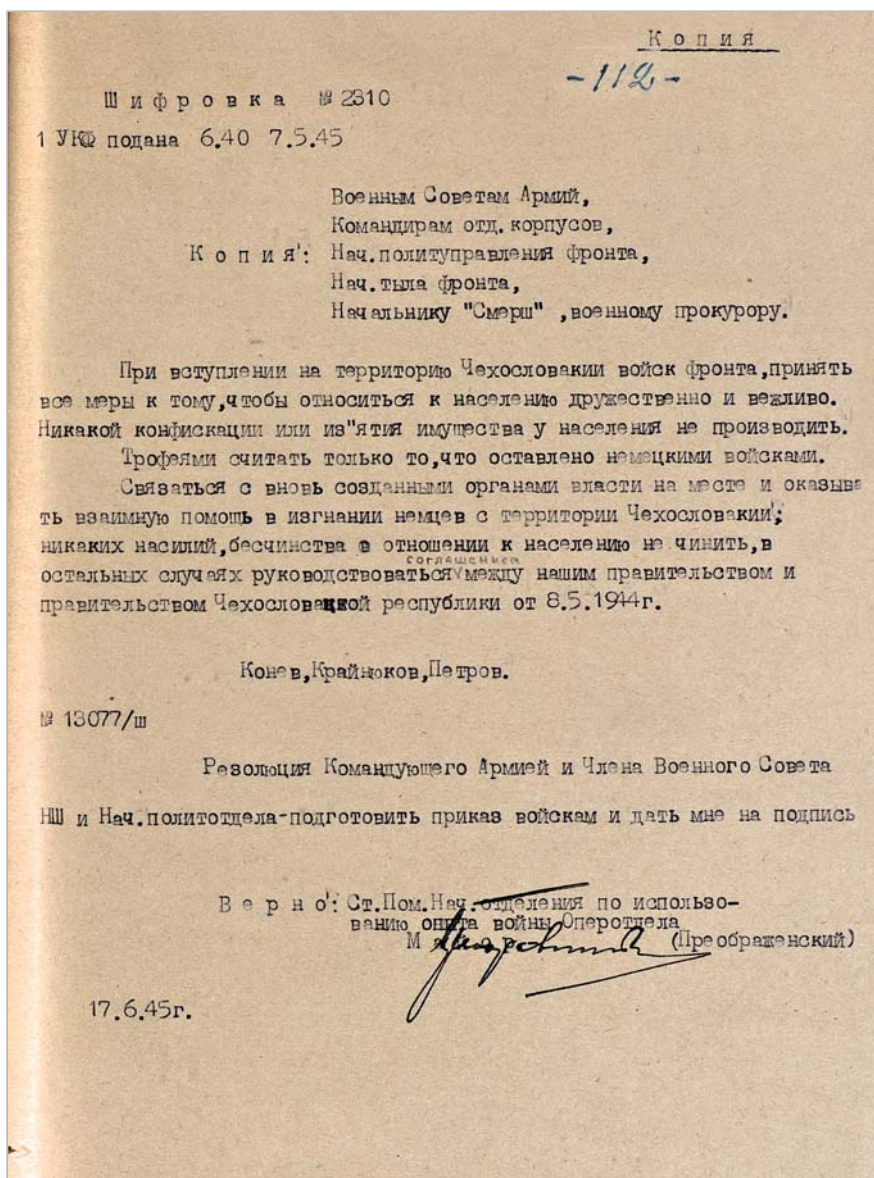 Копия
-112-
Шифровка № 2310
1 УКФ подана 6.40 7.5.45
Военным Советам Армий,
Командирам отд.корпусов,
Копия: Нач.политуправления фронта,
Нач.тыла фронта,
Начальнику "Смерш" ,военному прокурору.
При вступлении на территорию Чехословакии войск фронта,принять
все меры к тому,чтобы относиться к населению дружественно и вежливо.
Никакой конфискации или из"ятия имущества у населения не производить.
Трофеями считать только то,что оставлено немецкими войсками.
Связаться с вновь созданными органами власти на месте и оказыва
ть взаимную помощь в изгнании немцев с территории Чехословакии;
никаких насилий,бесчинства в отношении к населению не чинить,в
соглашением
остальных случаях руководствоваться между нашим правительством и
правительством Чехословацкой республики от 8.5.1944г.
Конев,Крайнюков,Петров.
№ 13077/ш
Резолюция Командующего Армией и Члена Военного Совета
НШ и Нач.политотдела-подготовить приказ войскам и дать мне на подпись
Верно: Ст.Пом.Нач.отделения по использо-
ванию опыта войны Оперотдела
(Преображенский)
17.6.45г.